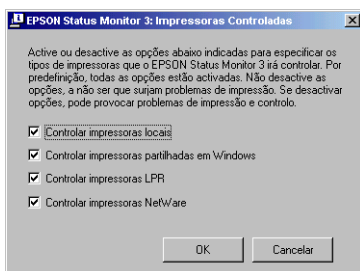 EPSON Status Monitor 3: Impressoras Controladas
Active ou desactive as opções abaixo indicadas para especificar os
tipos de impressoras que o EPSON Status Monitor 3 irá controlar. Por
predefinição, todas as opções estão activadas. Não desactive as
opções, a não ser que surjam problemas de impressão. Se desactivar
opções, pode provocar problemas de impressão e controlo.
Controlar impressoras locais
Controlar impressoras partilhadas em Windows
Controlar impressoras LPR
Controlar impressoras NetWare
OK
Cancelar